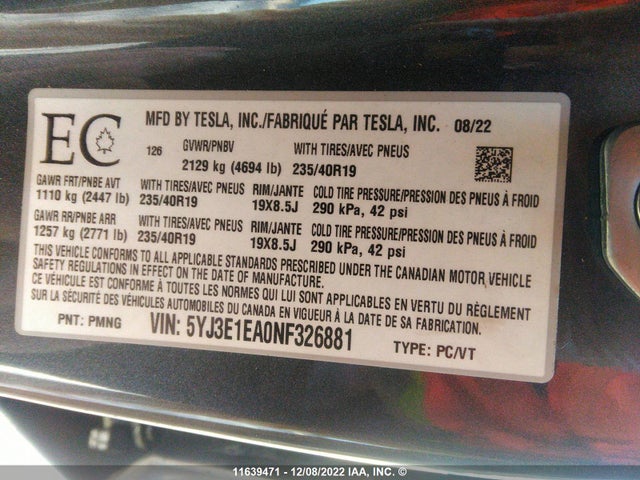 EC
MFD BY TESLA, INC./FABRIQUÉ PAR TESLA, INC. 08/22
126 GVWR/PNBV WITH TIRES/AVEC PNEUS
2129 kg (4694 lb) 235/40R19
GAWR FRT/PNBE AVT WITH TIRES/AVEC PNEUS RIM/JANTE COLD TIRE PRESSURE/PRESSION DES PNEUS À FROID
1110 kg (2447 lb) 235/40R19 19X8.5J 290 kPa, 42 psi
GAWR RR/PNBE ARR WITH TIRES/AVEC PNEUS RIM/JANTE COLD TIRE PRESSURE/PRESSION DES PNEUS À FROID
1257 kg (2771 lb) 235/40R19 19X8.5J 290 kPa, 42 psi
THIS VEHICLE CONFORMS TO ALL APPLICABLE STANDARDS PRESCRIBED UNDER THE CANADIAN MOTOR VEHICLE
SAFETY REGULATIONS IN EFFECT ON THE DATE OF MANUFACTURE.
CE VÉHICULE EST CONFORME À TOUTES LES NORMES QUI LUI SONT APPLICABLES EN VERTU DU RÈGLEMENT
SUR LA SÉCURITÉ DES VÉHICULES AUTOMOBILES DU CANADA EN VIGUEUR À LA DATE DE SA FABRICATION.
PNT: PMNG VIN: 5YJ3E1EA0NF326881 TYPE: PC/VT
11639471 - 12/08/2022 IAA, INC. ©